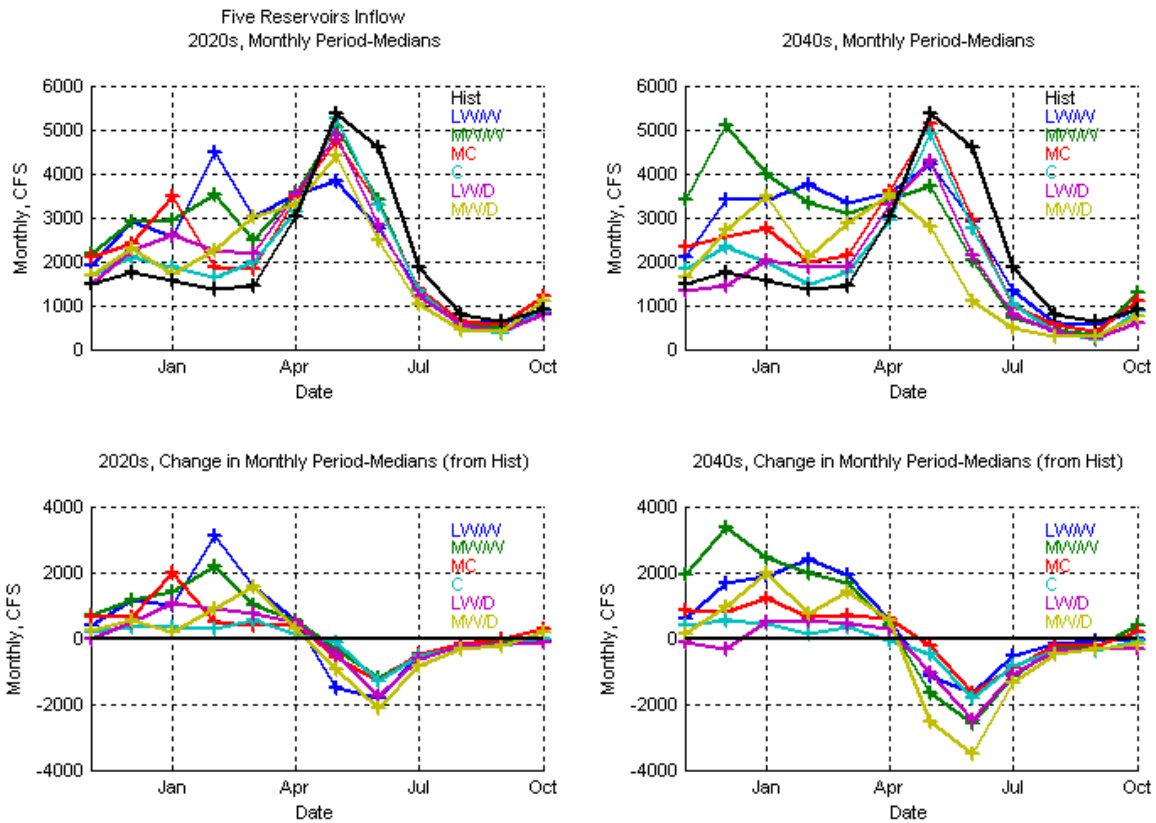 Five Reservoirs Inflow
2020s, Monthly Period-Medians
6000
5000
4000
3000
2000
1000
0
Monthly, CFS
Hist
LW/W
MW/W
MC
C
LW/D
MW/D
Jan
Apr
Jul
Oct
Date
2040s, Monthly Period-Medians
6000
5000
4000
3000
2000
1000
0
Monthly, CFS
Hist
LW/W
MW/W
MC
C
LW/D
MW/D
Jan
Apr
Jul
Oct
Date
2020s, Change in Monthly Period-Medians (from Hist)
4000
2000
0
-2000
-4000
Monthly, CFS
LW/W
MW/W
MC
C
LW/D
MW/D
Jan
Apr
Jul
Oct
Date
2040s, Change in Monthly Period-Medians (from Hist)
4000
2000
0
-2000
-4000
Monthly, CFS
LW/W
MW/W
MC
C
LW/D
MW/D
Jan
Apr
Jul
Oct
Date